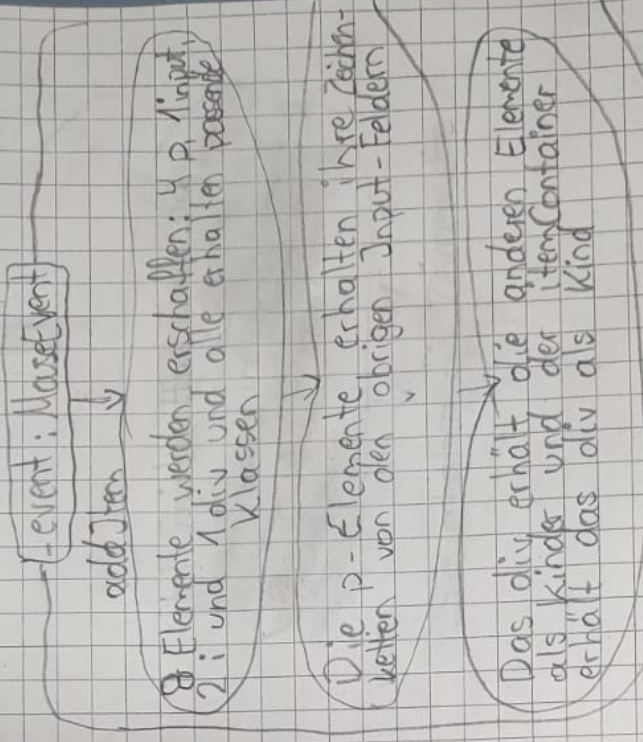 _event: MouseEvent
addItem
8 Elemente werden erschaffen: 4 p, 1 input,
2 i und 1 div und alle erhalten passende
Klassen
Die p-Elemente erhalten ihre Zeichen-
ketten von den übrigen Input-Feldern
Das div erhält die anderen Elemente
als Kinder und der itemContainer
erhält das div als Kind